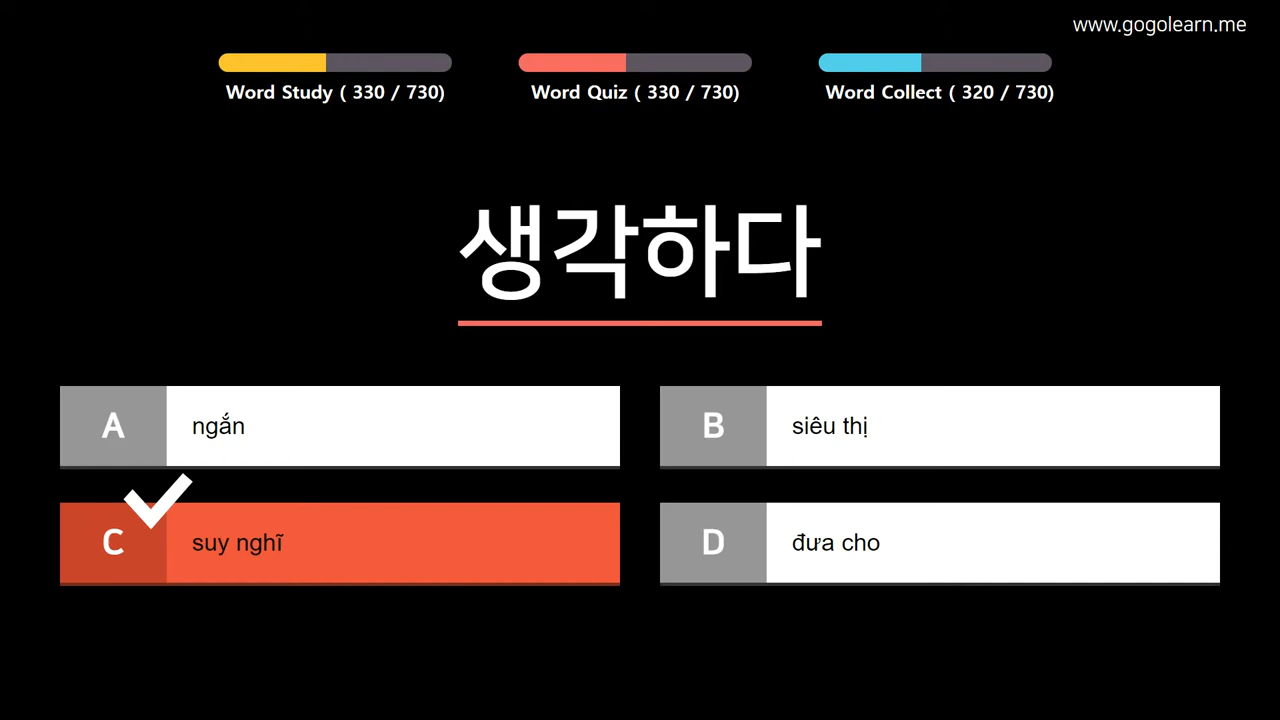 www.gogolearn.me
Word Study ( 330 / 730)
Word Quiz ( 330 / 730)
Word Collect ( 320 / 730)
생각하다
A ngắn
B siêu thị
C suy nghĩ
D đưa cho